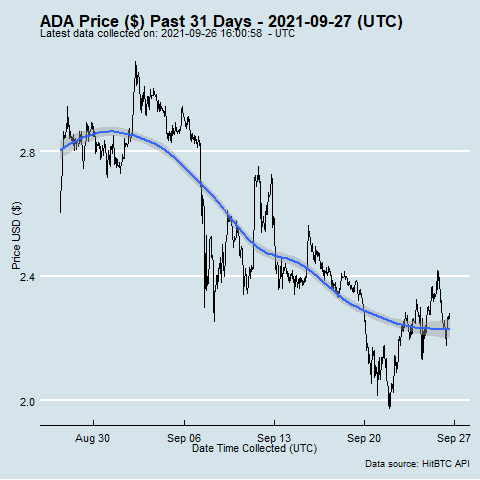 ADA Price ($) Past 31 Days - 2021-09-27 (UTC)
Latest data collected on: 2021-09-26 16:00:58 - UTC
Price USD ($)
2.8
2.4
2.0
Aug 30
Sep 06
Sep 13
Sep 20
Sep 27
Date Time Collected (UTC)
Data source: HitBTC API